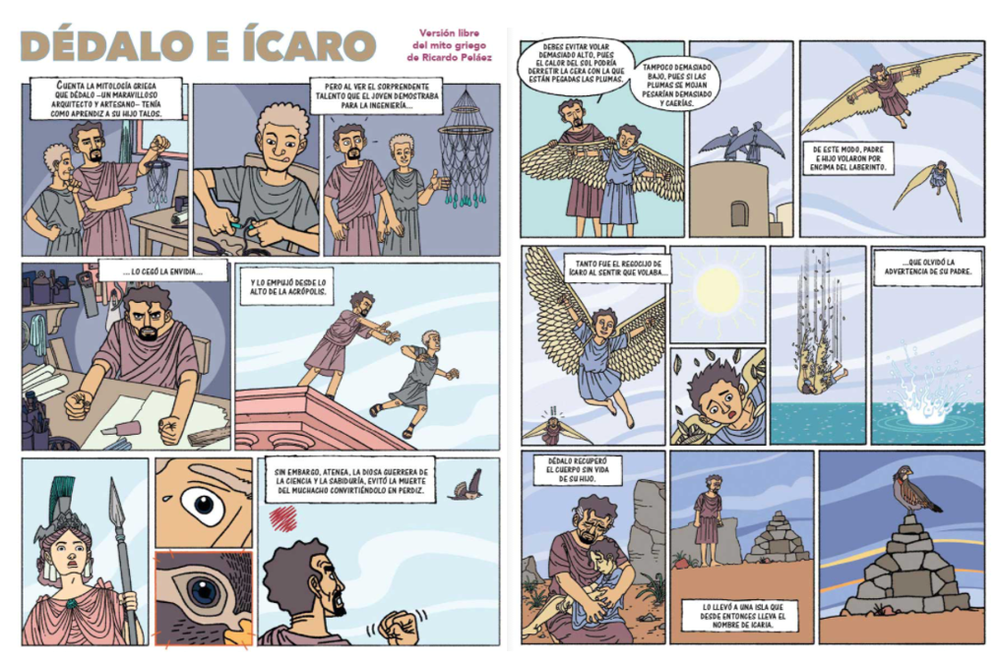 DÉDALO E ÍCARO
Versión libre
del mito griego
de Ricardo Peláez
CUENTA LA MITOLOGÍA GRIEGA
QUE DÉDALO –UN MARAVILLOSO
ARQUITECTO Y ARTESANO– TENÍA
COMO APRENDIZ A SU HIJO TALOS.
PERO AL VER EL SORPRENDENTE
TALENTO QUE EL JOVEN DEMOSTRABA
PARA LA INGENIERÍA...
... LO CEGÓ LA ENVIDIA...
Y LO EMPUJÓ DESDE LO
ALTO DE LA ACRÓPOLIS.
SIN EMBARGO, ATENEA, LA DIOSA GUERRERA DE
LA CIENCIA Y LA SABIDURÍA, EVITÓ LA MUERTE
DEL MUCHACHO CONVIRTIÉNDOLO EN PERDIZ.
DEBES EVITAR VOLAR
DEMASIADO ALTO, PUES
EL CALOR DEL SOL PODRÍA
DERRETIR LA CERA CON LA QUE
ESTÁN PEGADAS LAS PLUMAS.
TAMPOCO DEMASIADO
BAJO, PUES SI LAS
PLUMAS SE MOJAN
PESARÍAN DEMASIADO
Y CAERÍAS.
DE ESTE MODO, PADRE
E HIJO VOLARON POR
ENCIMA DEL LABERINTO.
TANTO FUE EL REGOCIJO DE
ÍCARO AL SENTIR QUE VOLABA...
...QUE OLVIDÓ LA
ADVERTENCIA DE SU PADRE.
DÉDALO RECUPERÓ
EL CUERPO SIN VIDA
DE SU HIJO.
LO LLEVÓ A UNA ISLA QUE
DESDE ENTONCES LLEVA EL
NOMBRE DE ICARIA.